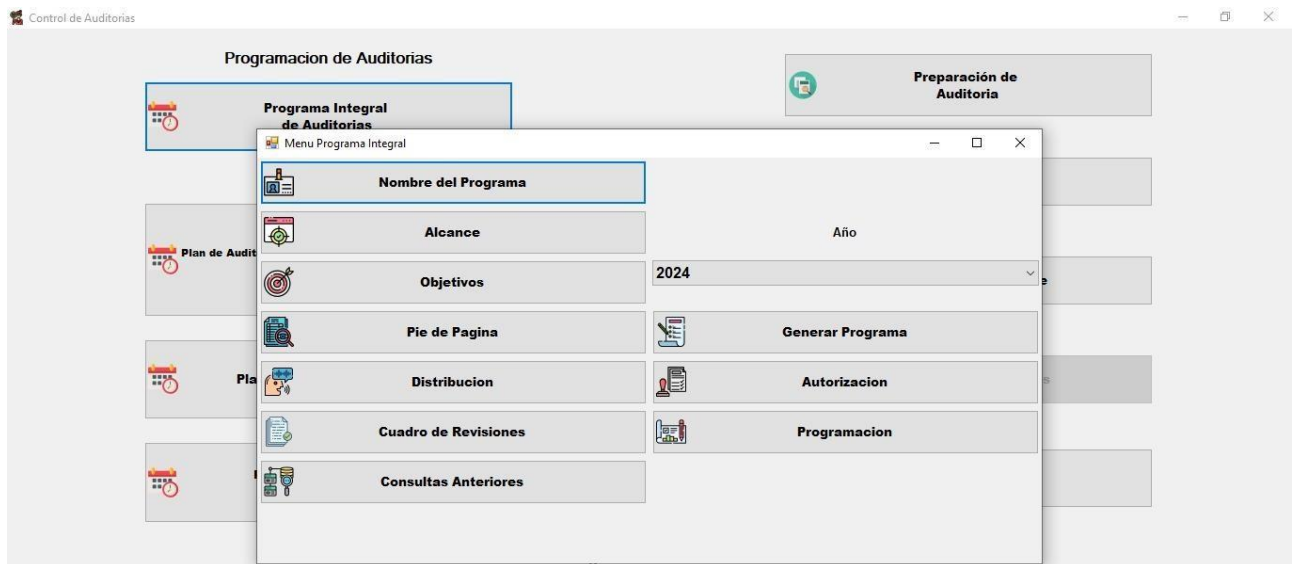 Control de Auditorias
Programacion de Auditorias
Programa Integral
de Auditorias
Preparación de
Auditoria
Plan de Audit
Pla
Menu Programa Integral
Nombre del Programa
Alcance
Objetivos
Pie de Pagina
Distribucion
Cuadro de Revisiones
Consultas Anteriores
Año
2024
Generar Programa
Autorizacion
Programacion